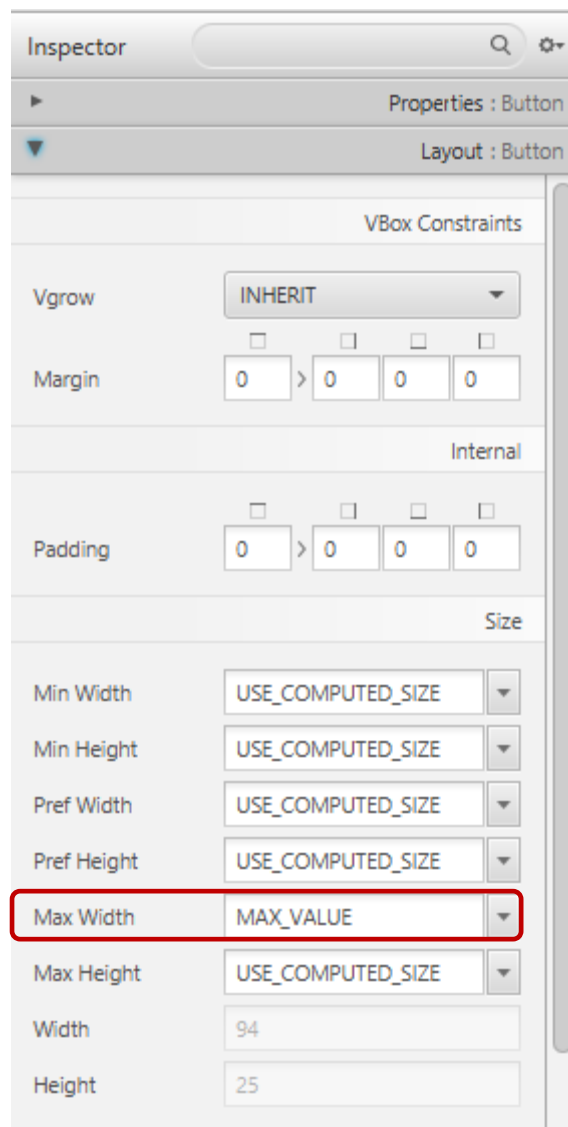 Inspector
Properties : Button
Layout : Button
VBox Constraints
Vgrow INHERIT
Margin 0 0 0 0
Internal
Padding 0 0 0 0
Size
Min Width USE_COMPUTED_SIZE
Min Height USE_COMPUTED_SIZE
Pref Width USE_COMPUTED_SIZE
Pref Height USE_COMPUTED_SIZE
Max Width MAX_VALUE
Max Height USE_COMPUTED_SIZE
Width 94
Height 25